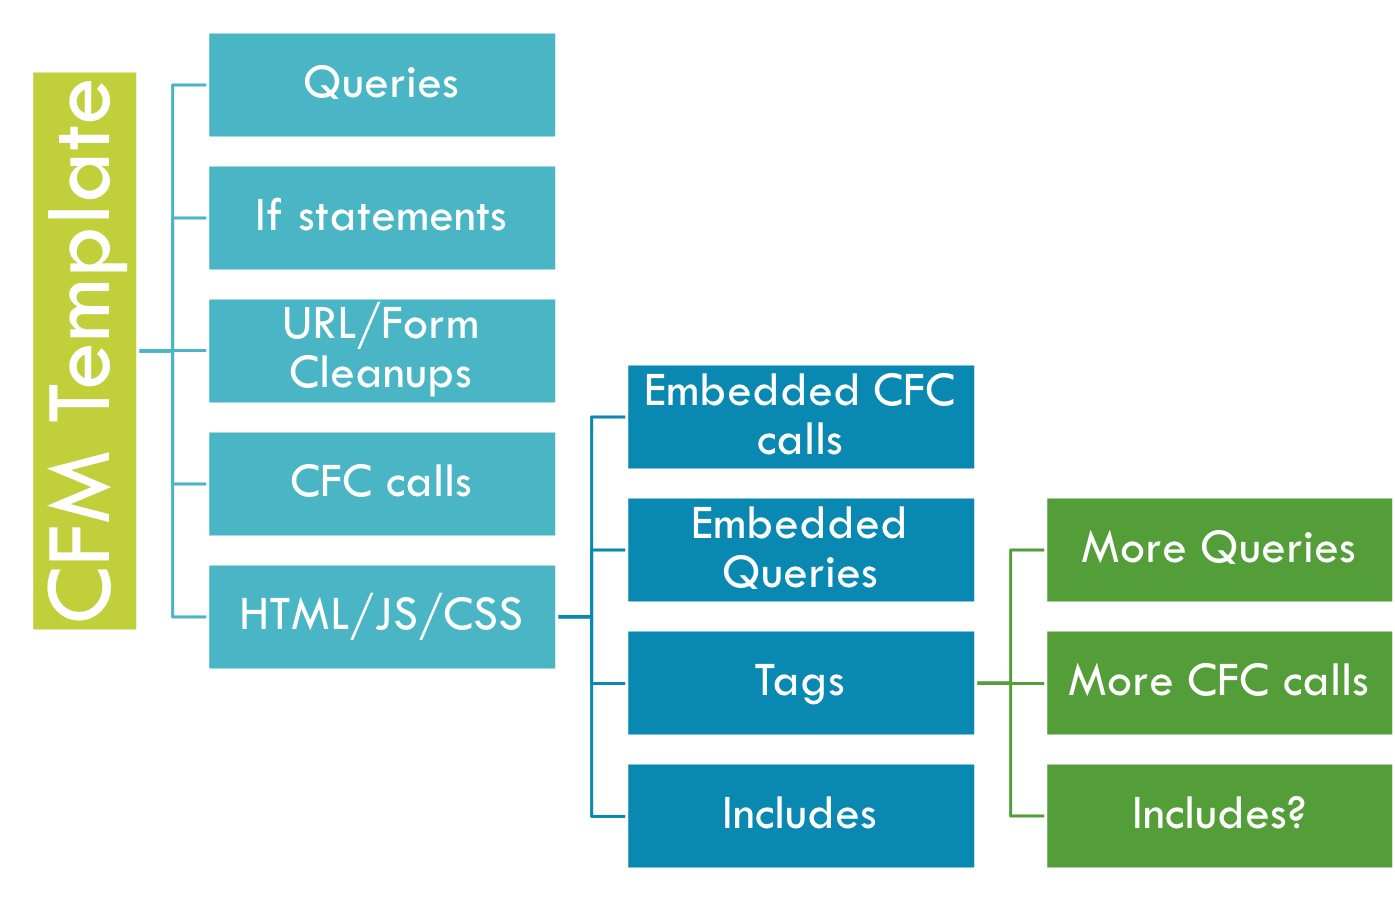 CFM Template
Queries
If statements
URL/Form
Cleanups
CFC calls
HTML/JS/CSS
Embedded CFC
calls
Embedded
Queries
Tags
Includes
More Queries
More CFC calls
Includes?